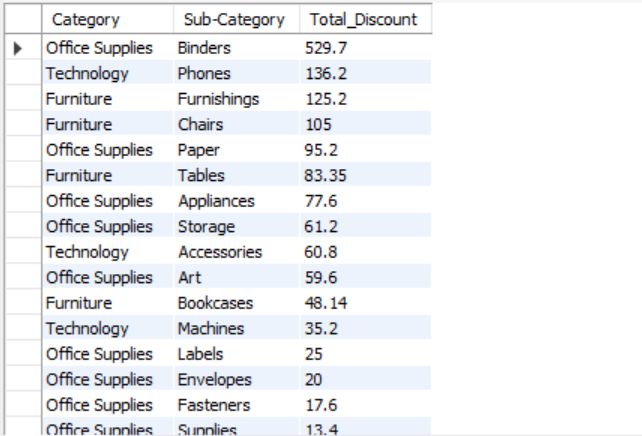 Category Sub-Category Total_Discount
Office Supplies Binders 529.7
Technology Phones 136.2
Furniture Furnishings 125.2
Furniture Chairs 105
Office Supplies Paper 95.2
Furniture Tables 83.35
Office Supplies Appliances 77.6
Office Supplies Storage 61.2
Technology Accessories 60.8
Office Supplies Art 59.6
Furniture Bookcases 48.14
Technology Machines 35.2
Office Supplies Labels 25
Office Supplies Envelopes 20
Office Supplies Fasteners 17.6
Office Supplies Supplies 13.4